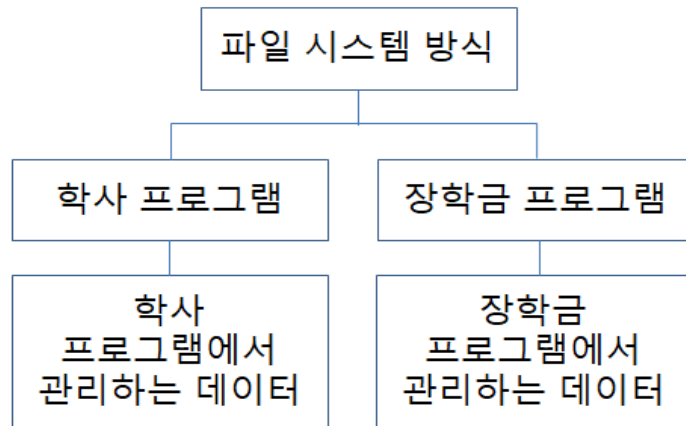 파일 시스템 방식
학사 프로그램
장학금 프로그램
학사
프로그램에서
관리하는 데이터
장학금
프로그램에서
관리하는 데이터